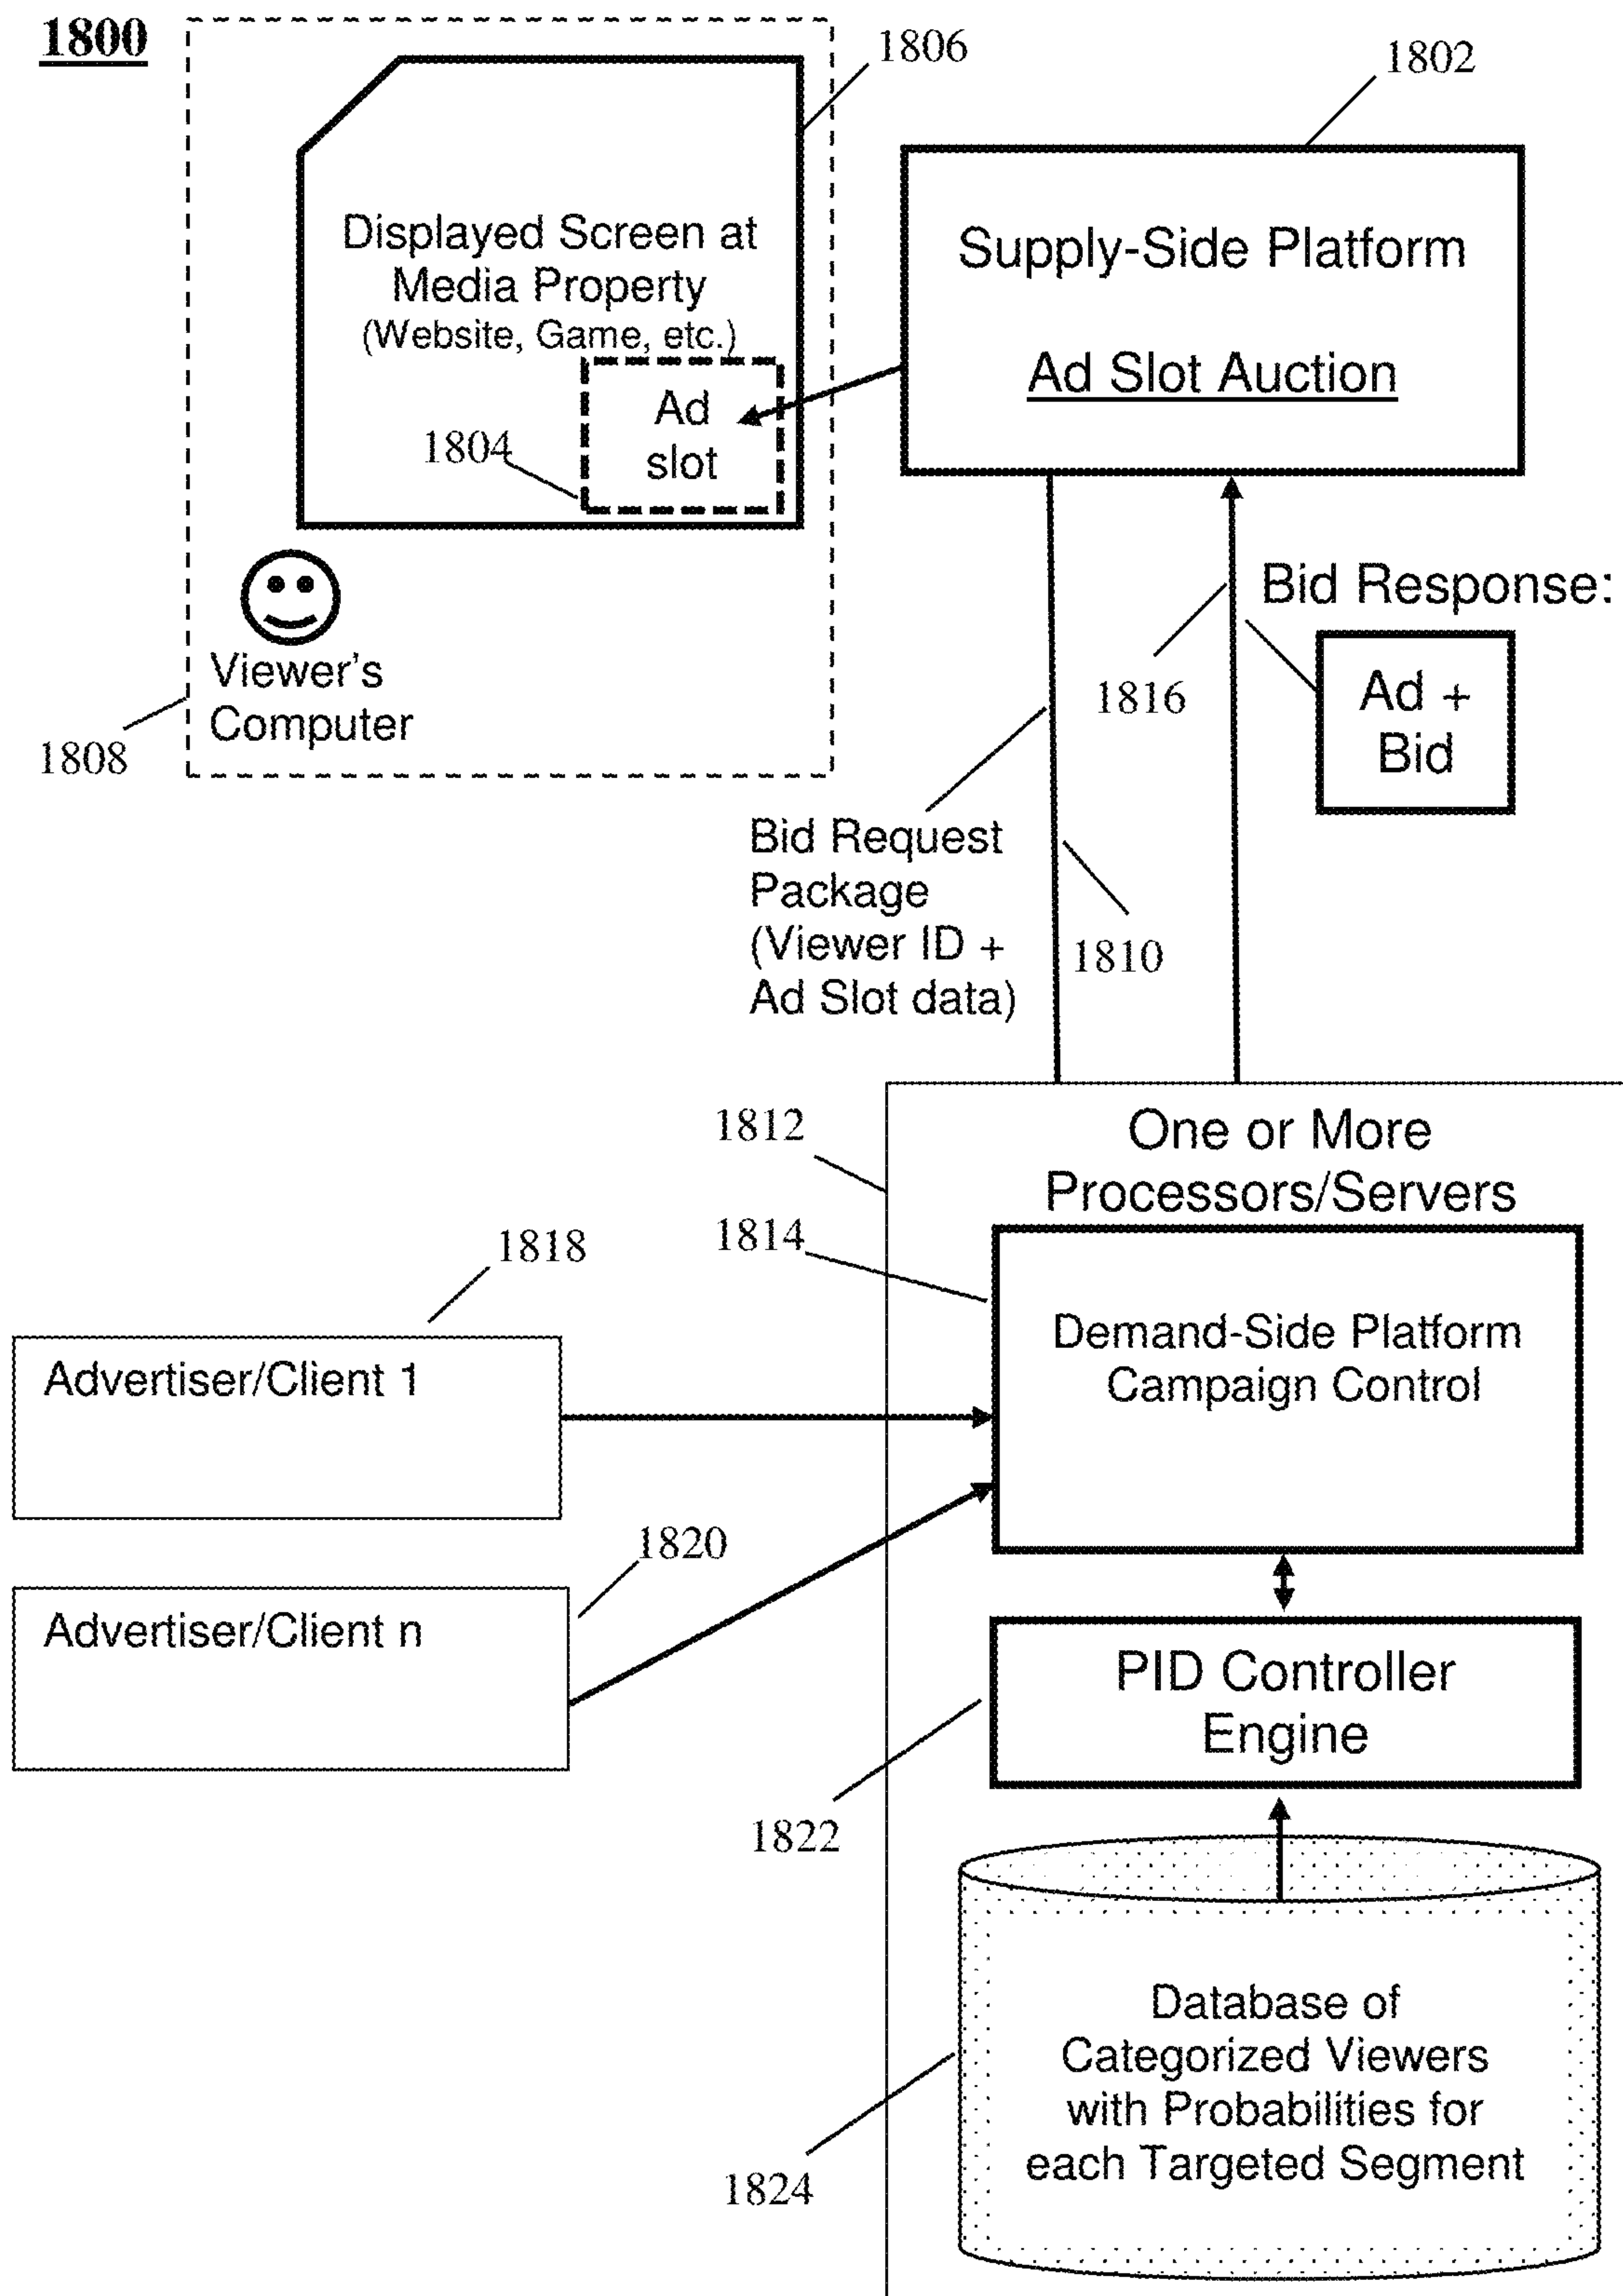 1800
1806
1802
Displayed Screen at
Media Property
(Website, Game, etc.)
Ad
slot
1804
Supply-Side Platform
Ad Slot Auction
Viewer's
Computer
1808
Bid Response:
Ad +
Bid
1816
Bid Request
Package
(Viewer ID +
Ad Slot data)
1810
1812
One or More
Processors/Servers
1814
Demand-Side Platform
Campaign Control
1818
Advertiser/Client 1
1820
Advertiser/Client n
PID Controller
Engine
1822
Database of
Categorized Viewers
with Probabilities for
each Targeted Segment
1824